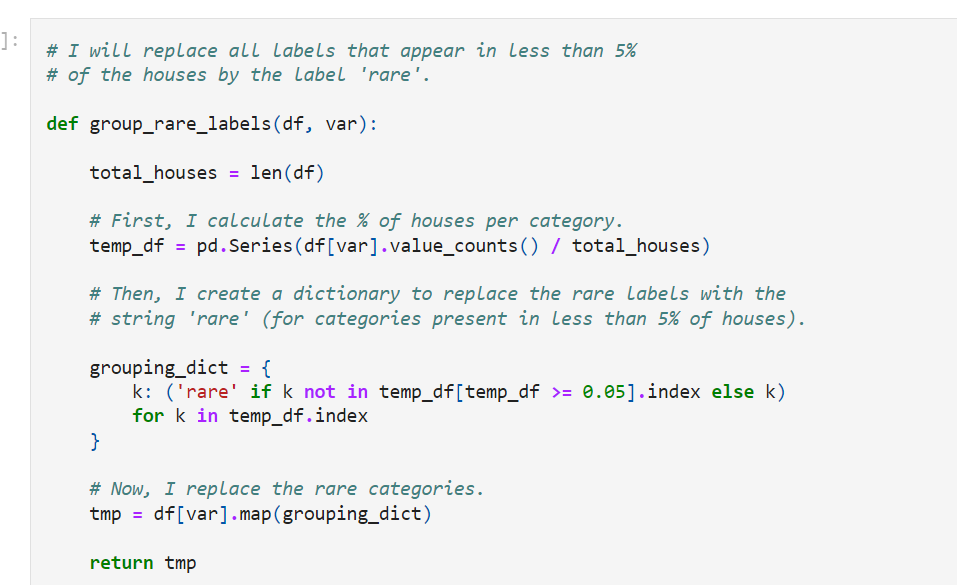 ]:
# I will replace all labels that appear in less than 5%
# of the houses by the label 'rare'.
def group_rare_labels(df, var):
total_houses = len(df)
# First, I calculate the % of houses per category.
temp_df = pd.Series(df[var].value_counts() / total_houses)
# Then, I create a dictionary to replace the rare labels with the
# string 'rare' (for categories present in less than 5% of houses).
grouping_dict = {
k: ('rare' if k not in temp_df[temp_df >= 0.05].index else k)
for k in temp_df.index
}
# Now, I replace the rare categories.
tmp = df[var].map(grouping_dict)
return tmp